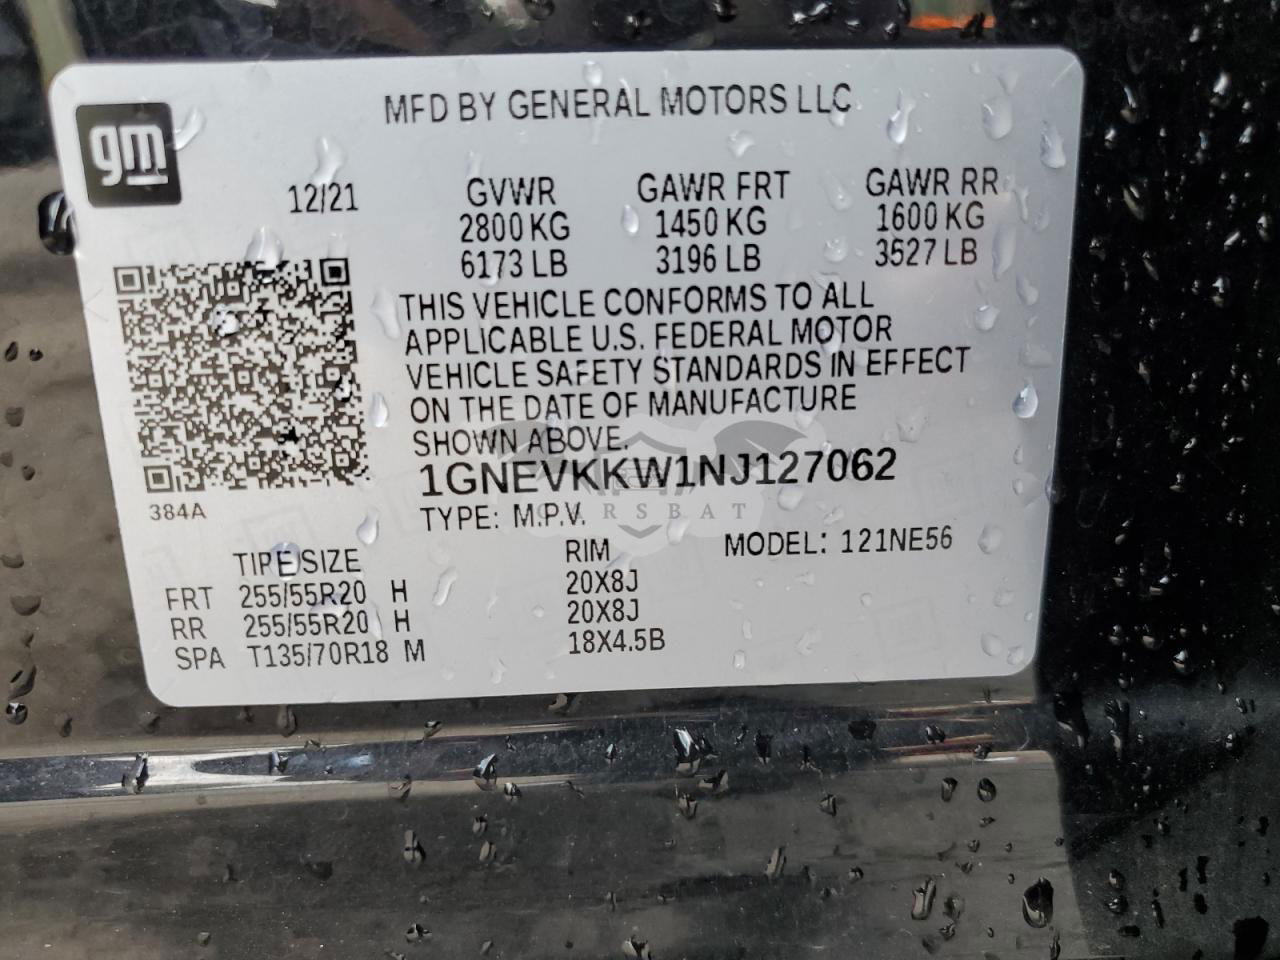 MFD BY GENERAL MOTORS LLC
gm
12/21 GVWR GAWR FRT GAWR RR
2800 KG 1450 KG 1600 KG
6173 LB 3196 LB 3527 LB
THIS VEHICLE CONFORMS TO ALL
APPLICABLE U.S. FEDERAL MOTOR
VEHICLE SAFETY STANDARDS IN EFFECT
ON THE DATE OF MANUFACTURE
SHOWN ABOVE.
1GNEVKKW1NJ127062
384A
TYPE: M.P.V.
CARSBAT
TIRE SIZE RIM MODEL: 121NE56
FRT 255/55R20 H 20X8J
RR 255/55R20 H 20X8J
SPA T135/70R18 M 18X4.5B